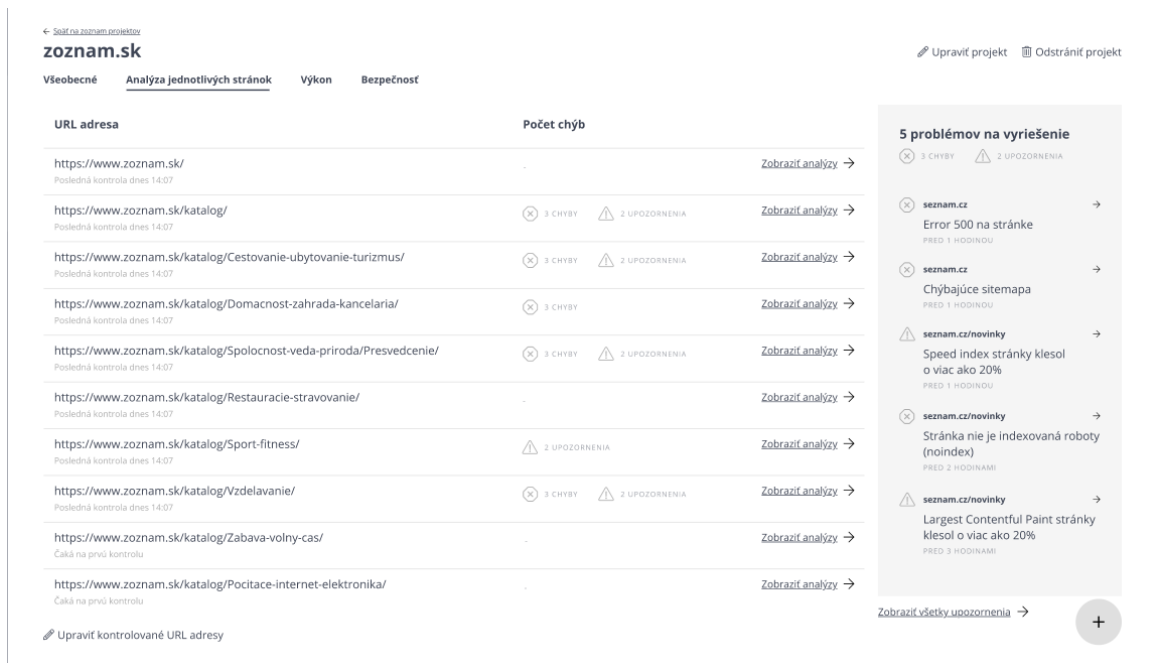 ← Späť na zoznam projektov
zoznam.sk
Upraviť projekt Odstrániť projekt
Všeobecné Analýza jednotlivých stránok Výkon Bezpečnosť
URL adresa Počet chýb
https://www.zoznam.sk/ - Zobraziť analýzy →
Posledná kontrola dnes 14:07
https://www.zoznam.sk/katalog/ 3 CHYBY 2 UPOZORNENIA Zobraziť analýzy →
Posledná kontrola dnes 14:07
https://www.zoznam.sk/katalog/Cestovanie-ubytovanie-turizmus/ 3 CHYBY 2 UPOZORNENIA Zobraziť analýzy →
Posledná kontrola dnes 14:07
https://www.zoznam.sk/katalog/Domacnost-zahrada-kancelaria/ 3 CHYBY Zobraziť analýzy →
Posledná kontrola dnes 14:07
https://www.zoznam.sk/katalog/Spolocnost-veda-priroda/Presvedcenie/ 3 CHYBY 2 UPOZORNENIA Zobraziť analýzy →
Posledná kontrola dnes 14:07
https://www.zoznam.sk/katalog/Restauracie-stravovanie/ - Zobraziť analýzy →
Posledná kontrola dnes 14:07
https://www.zoznam.sk/katalog/Sport-fitness/ 2 UPOZORNENIA Zobraziť analýzy →
Posledná kontrola dnes 14:07
https://www.zoznam.sk/katalog/Vzdelavanie/ 3 CHYBY 2 UPOZORNENIA Zobraziť analýzy →
Posledná kontrola dnes 14:07
https://www.zoznam.sk/katalog/Zabava-volny-cas/ - Zobraziť analýzy →
Čaká na prvú kontrolu
https://www.zoznam.sk/katalog/Pocitace-internet-elektronika/ - Zobraziť analýzy →
Čaká na prvú kontrolu
Upraviť kontrolované URL adresy
5 problémov na vyriešenie
3 CHYBY 2 UPOZORNENIA
seznam.cz →
Error 500 na stránke
PRED 1 HODINOU
seznam.cz →
Chýbajúce sitemapa
PRED 1 HODINOU
seznam.cz/novinky →
Speed index stránky klesol
o viac ako 20%
PRED 1 HODINOU
seznam.cz/novinky →
Stránka nie je indexovaná roboty
(noindex)
PRED 2 HODINAMI
seznam.cz/novinky →
Largest Contentful Paint stránky
klesol o viac ako 20%
PRED 3 HODINAMI
Zobraziť všetky upozornenia →
+